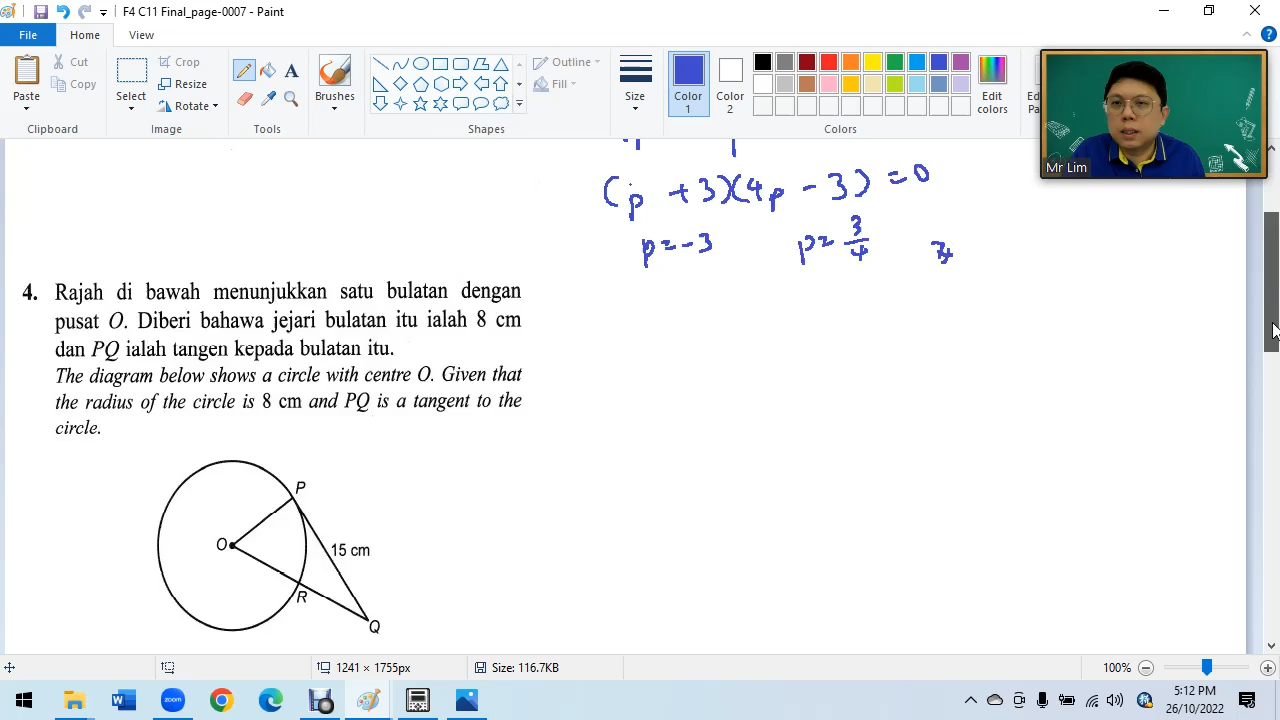 F4 C11 Final_page-0007 - Paint
File
Home
View
Paste
Cut
Copy
Clipboard
Select
Crop
Resize
Rotate
Image
A
Tools
Brushes
Outline
Fill
Shapes
Size
Color 1
Color 2
Edit colors
Colors
Mr Lim
(p + 3)(4p - 3) = 0
p = -3 p = 3/4
4. Rajah di bawah menunjukkan satu bulatan dengan
pusat O. Diberi bahawa jejari bulatan itu ialah 8 cm
dan PQ ialah tangen kepada bulatan itu.
The diagram below shows a circle with centre O. Given that
the radius of the circle is 8 cm and PQ is a tangent to the
circle.
P
O
15 cm
R
Q
1241 × 1755px
Size: 116.7KB
100%
W
zoom
5:12 PM
26/10/2022